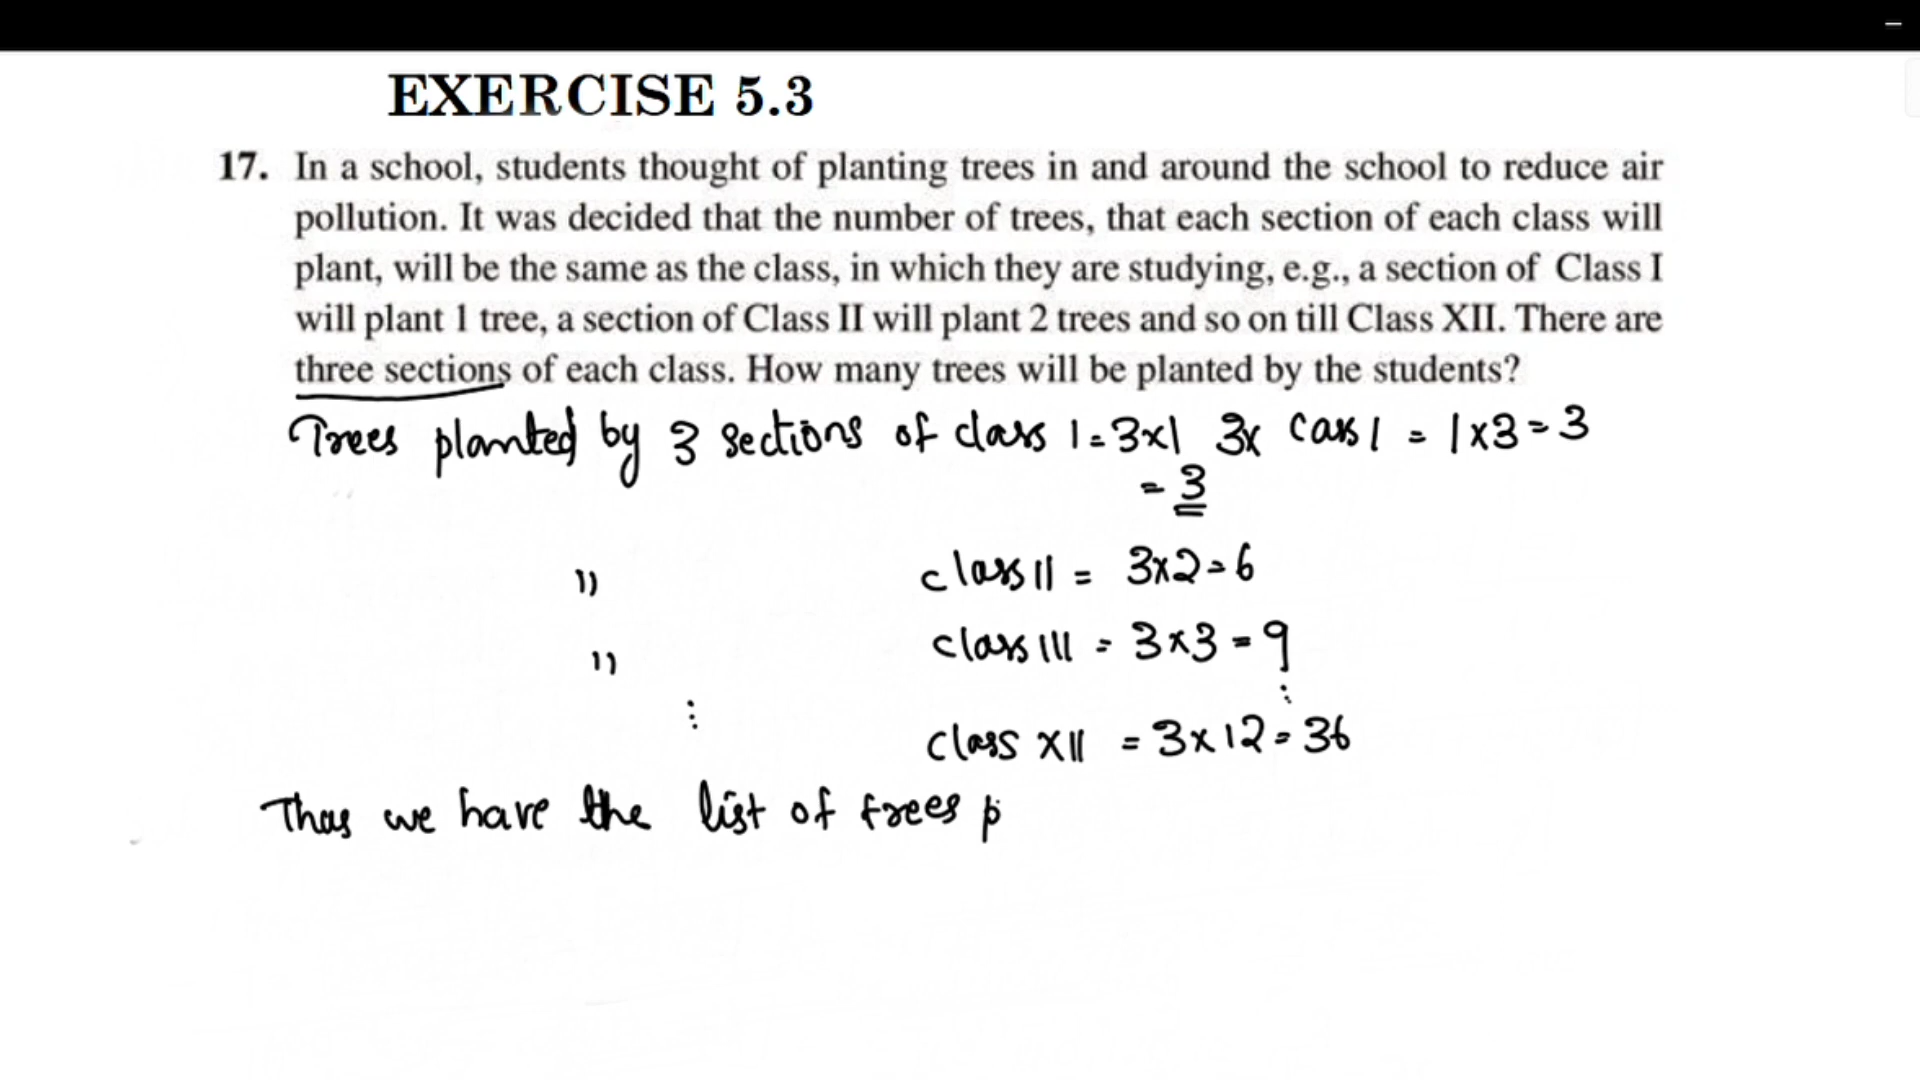 EXERCISE 5.3
17. In a school, students thought of planting trees in and around the school to reduce air
pollution. It was decided that the number of trees, that each section of each class will
plant, will be the same as the class, in which they are studying, e.g., a section of Class I
will plant 1 tree, a section of Class II will plant 2 trees and so on till Class XII. There are
three sections of each class. How many trees will be planted by the students?
Trees planted by 3 sections of class 1 = 3x1 3x Cass 1 = 1x3 = 3
= 3
") class II = 3x2 = 6
") class III = 3x3 = 9
⋮ ⋮
class XII = 3x12 = 36
Thus we have the list of trees p